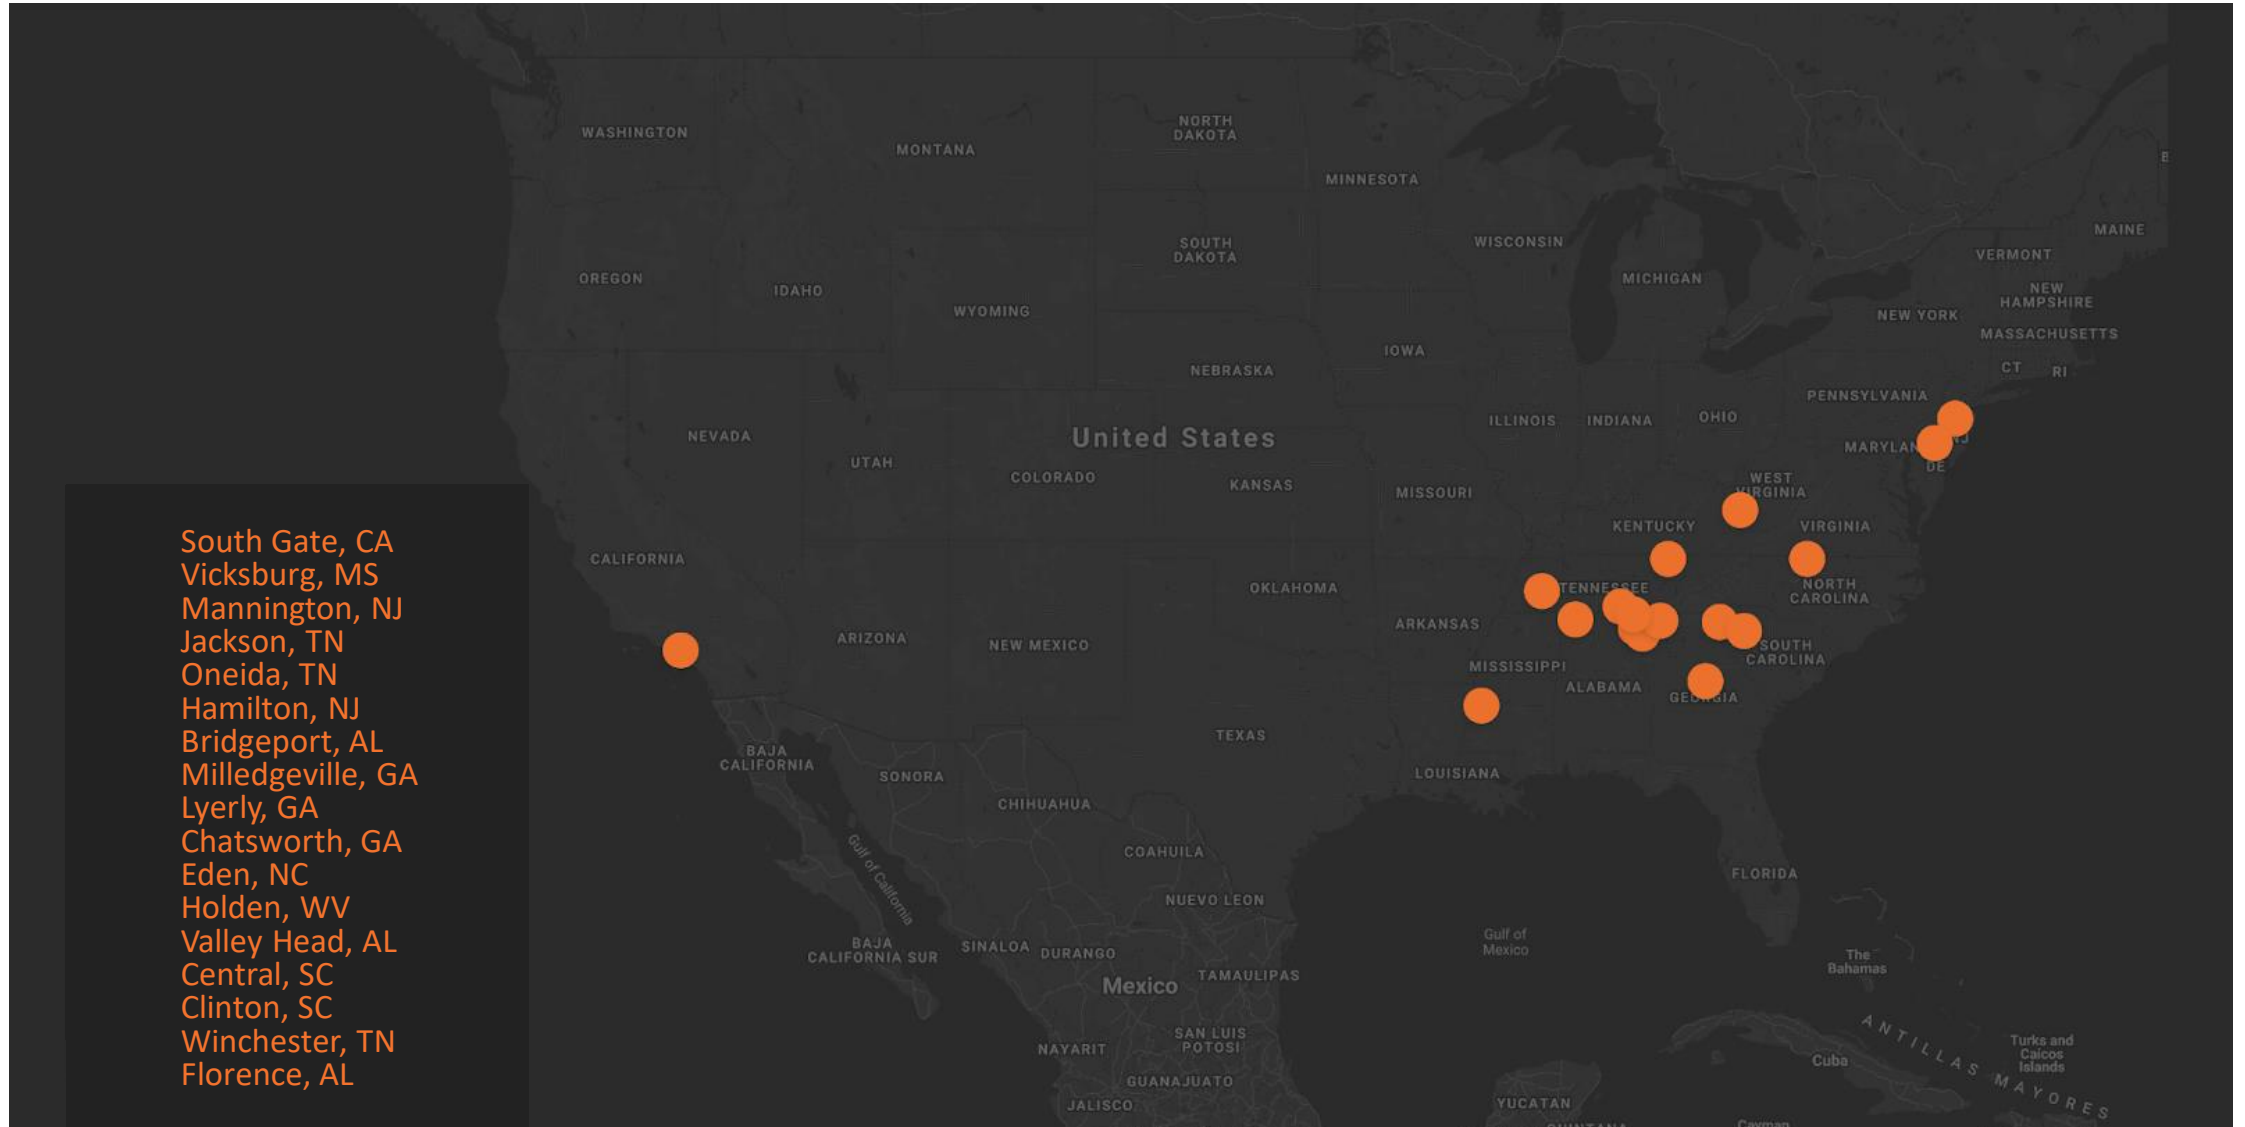 WASHINGTON
MONTANA
NORTH
DAKOTA
MINNESOTA
SOUTH
DAKOTA
WISCONSIN
MICHIGAN
MAINE
VERMONT
NEW
HAMPSHIRE
NEW YORK
MASSACHUSETTS
CT
RI
OREGON
IDAHO
WYOMING
IOWA
NEBRASKA
PENNSYLVANIA
ILLINOIS
INDIANA
OHIO
NEVADA
United States
UTAH
COLORADO
KANSAS
MISSOURI
MARYLAN
NJ
DE
WEST
VIRGINIA
KENTUCKY
VIRGINIA
CALIFORNIA
OKLAHOMA
TENNESSEE
NORTH
CAROLINA
ARKANSAS
ARIZONA
NEW MEXICO
SOUTH
CAROLINA
MISSISSIPPI
ALABAMA
GEORGIA
TEXAS
LOUISIANA
BAJA
CALIFORNIA
SONORA
CHIHUAHUA
COAHUILA
Gulf of California
FLORIDA
NUEVO LEON
BAJA
CALIFORNIA SUR
SINALOA
DURANGO
Gulf of
Mexico
The
Bahamas
Mexico
TAMAULIPAS
SAN LUIS
POTOSI
NAYARIT
GUANAJUATO
JALISCO
YUCATAN
Cuba
ANTILLAS MAYORES
Turks and
Caicos
Islands
South Gate, CA
Vicksburg, MS
Mannington, NJ
Jackson, TN
Oneida, TN
Hamilton, NJ
Bridgeport, AL
Milledgeville, GA
Lyerly, GA
Chatsworth, GA
Eden, NC
Holden, WV
Valley Head, AL
Central, SC
Clinton, SC
Winchester, TN
Florence, AL